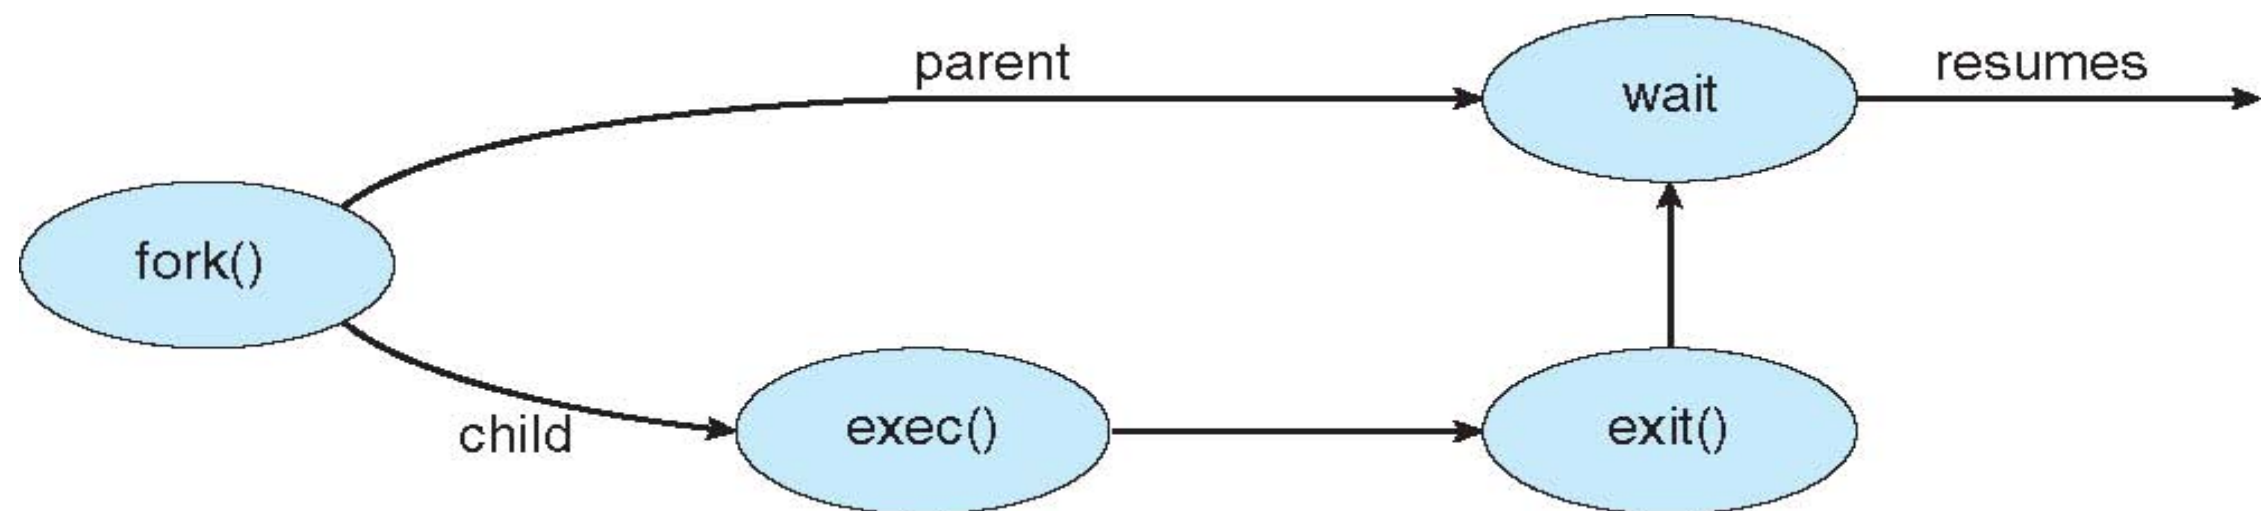 parent
wait
resumes
fork()
child
exec()
exit()